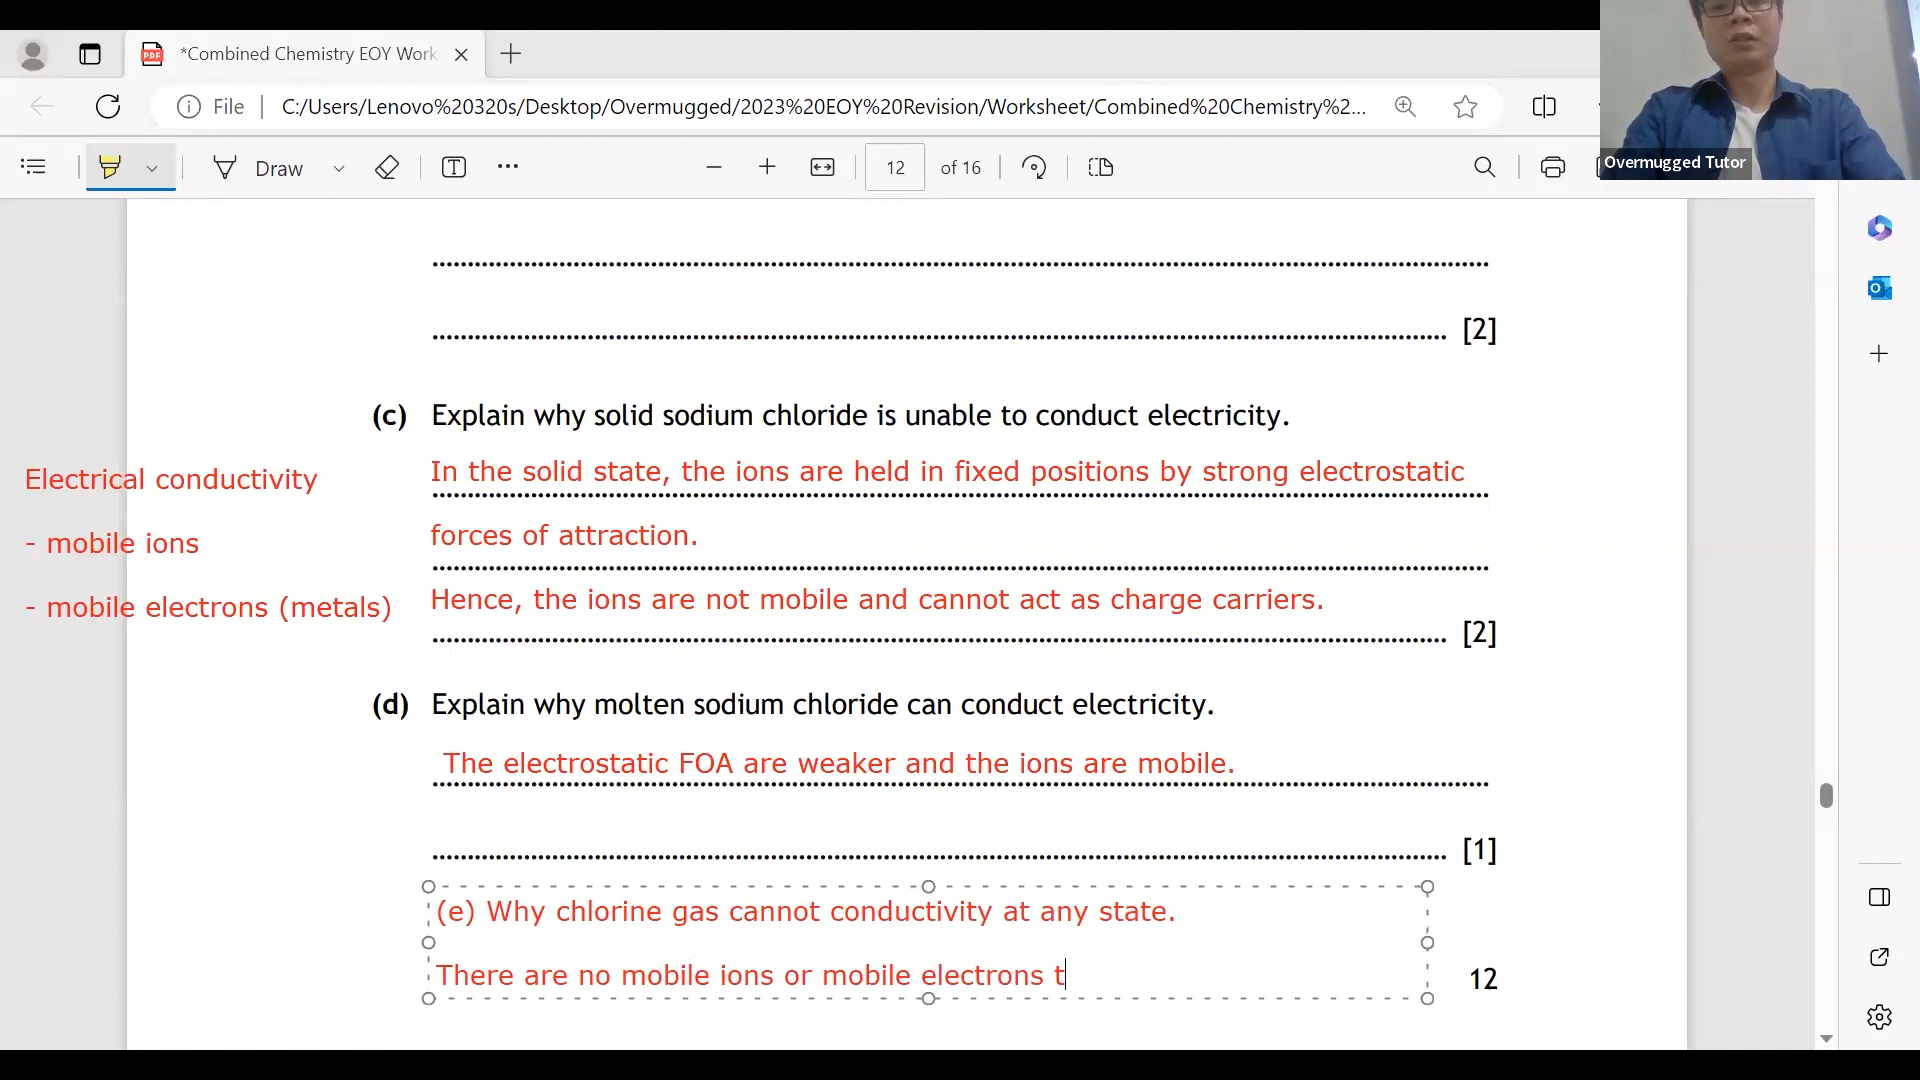 *Combined Chemistry EOY Work
File
C:/Users/Lenovo%20320s/Desktop/Overmugged/2023%20EOY%20Revision/Worksheet/Combined%20Chemistry%2...
Draw
12 of 16
Overmugged Tutor
[2]
(c) Explain why solid sodium chloride is unable to conduct electricity.
Electrical conductivity
- mobile ions
- mobile electrons (metals)
In the solid state, the ions are held in fixed positions by strong electrostatic
forces of attraction.
Hence, the ions are not mobile and cannot act as charge carriers.
[2]
(d) Explain why molten sodium chloride can conduct electricity.
The electrostatic FOA are weaker and the ions are mobile.
[1]
(e) Why chlorine gas cannot conductivity at any state.
There are no mobile ions or mobile electrons t
12